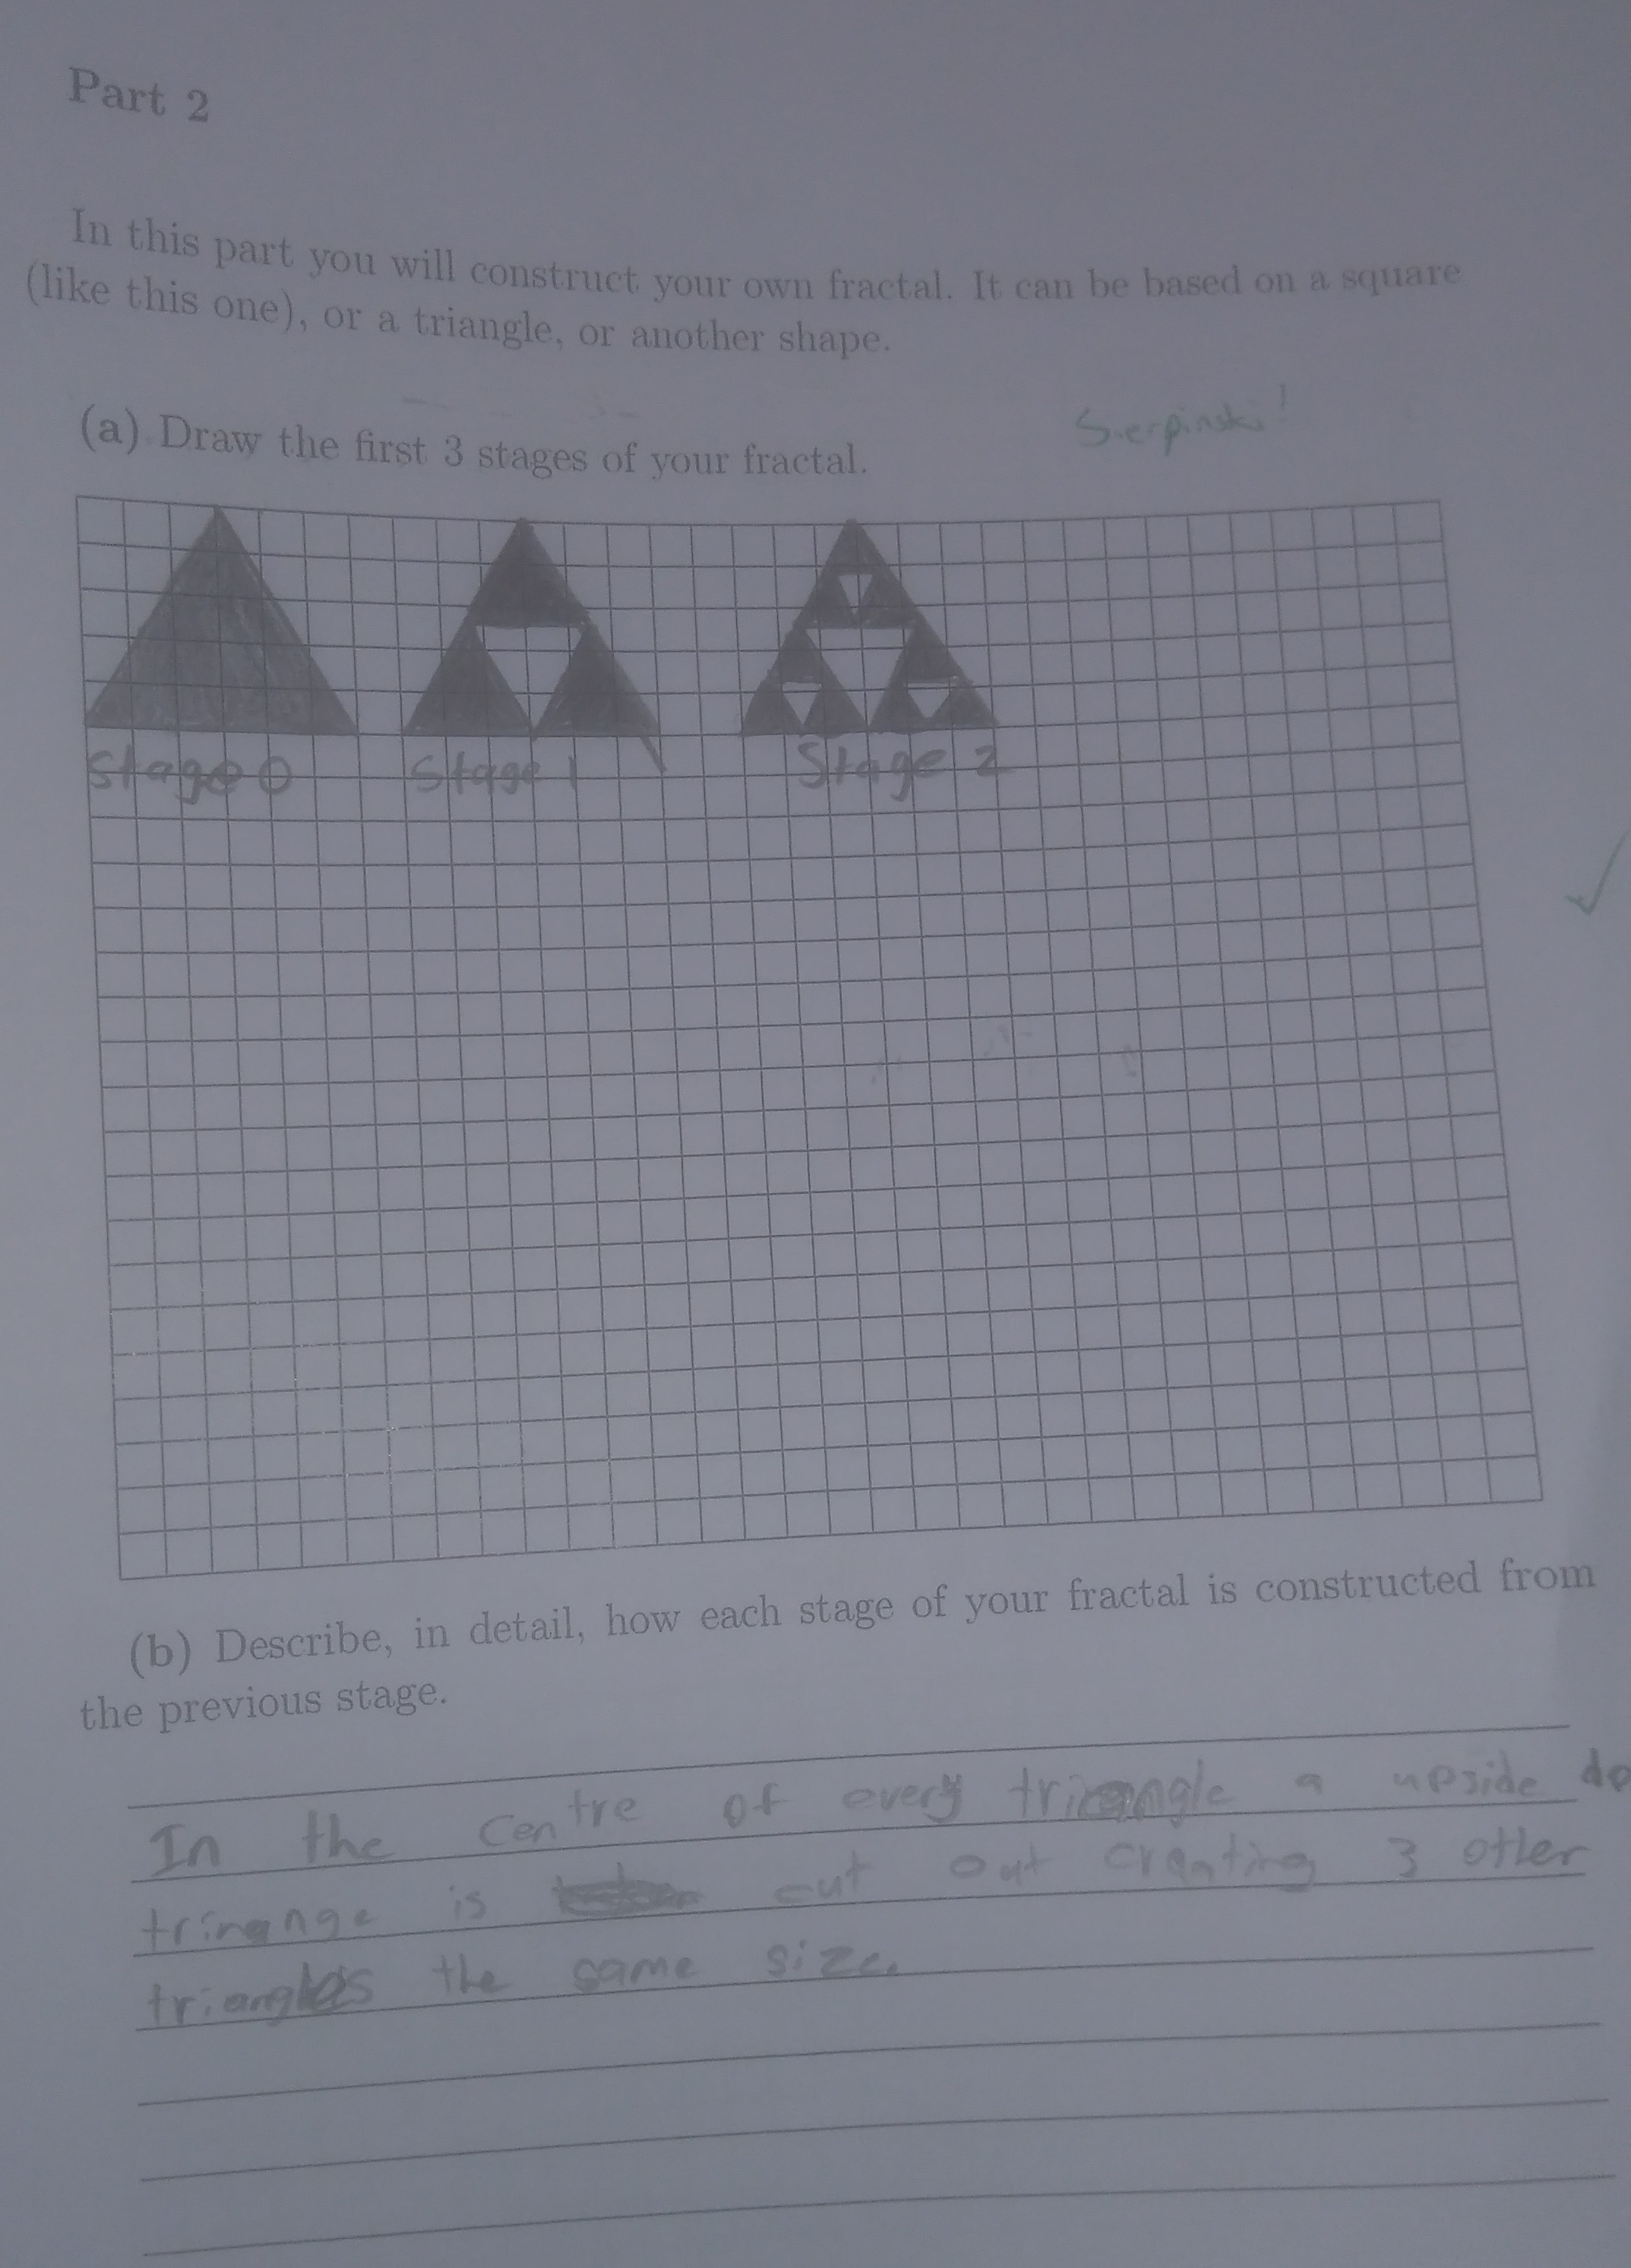 Part 2
In this part you will construct your own fractal. It can be based on a square
(like this one), or a triangle, or another shape.
Sierpinski!
(a) Draw the first 3 stages of your fractal.
Stage 0 Stage 1 Stage 2
(b) Describe, in detail, how each stage of your fractal is constructed from
the previous stage.
In the centre of every triangle a upside do
trinange is cut out creating 3 other
triangles the same size.